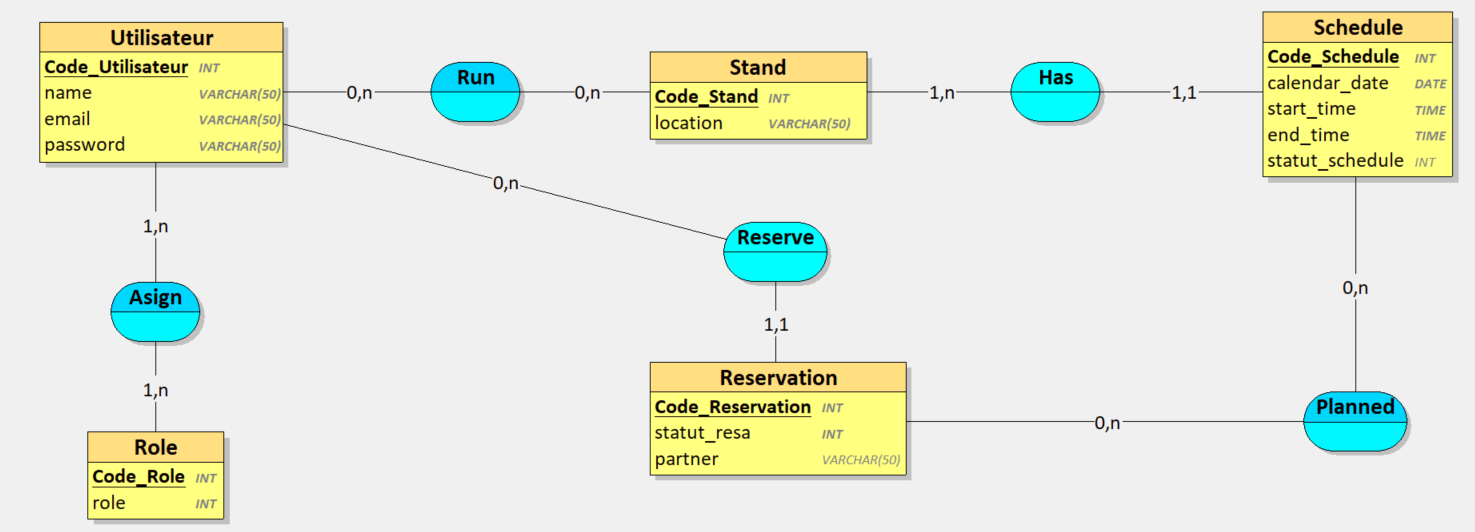 Utilisateur
Code_Utilisateur INT
name VARCHAR(50)
email VARCHAR(50)
password VARCHAR(50)
0,n
Run
0,n
Stand
Code_Stand INT
location VARCHAR(50)
1,n
Has
1,1
Schedule
Code_Schedule INT
calendar_date DATE
start_time TIME
end_time TIME
statut_schedule INT
0,n
1,n
Reserve
Asign
0,n
1,1
1,n
Reservation
Code_Reservation INT
statut_resa INT
partner VARCHAR(50)
0,n
Planned
Role
Code_Role INT
role INT